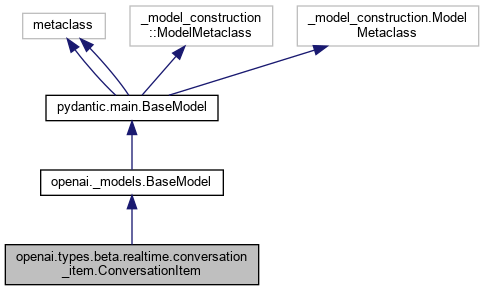 metaclass
_model_construction
::ModelMetaclass
_model_construction.Model
Metaclass
pydantic.main.BaseModel
openai._models.BaseModel
openai.types.beta.realtime.conversation
_item.ConversationItem